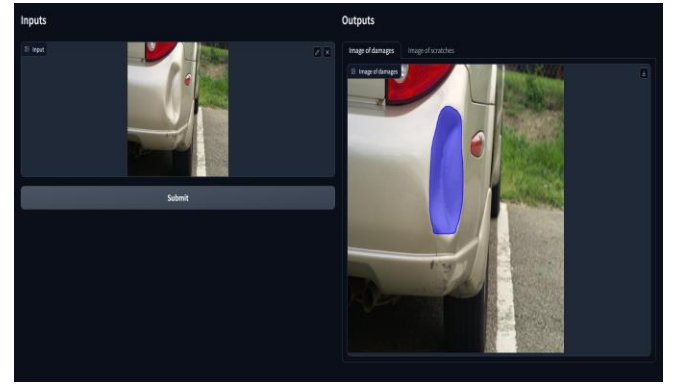 Inputs
Input
Submit
Outputs
Image of damages
Image of scratches
Image of damages